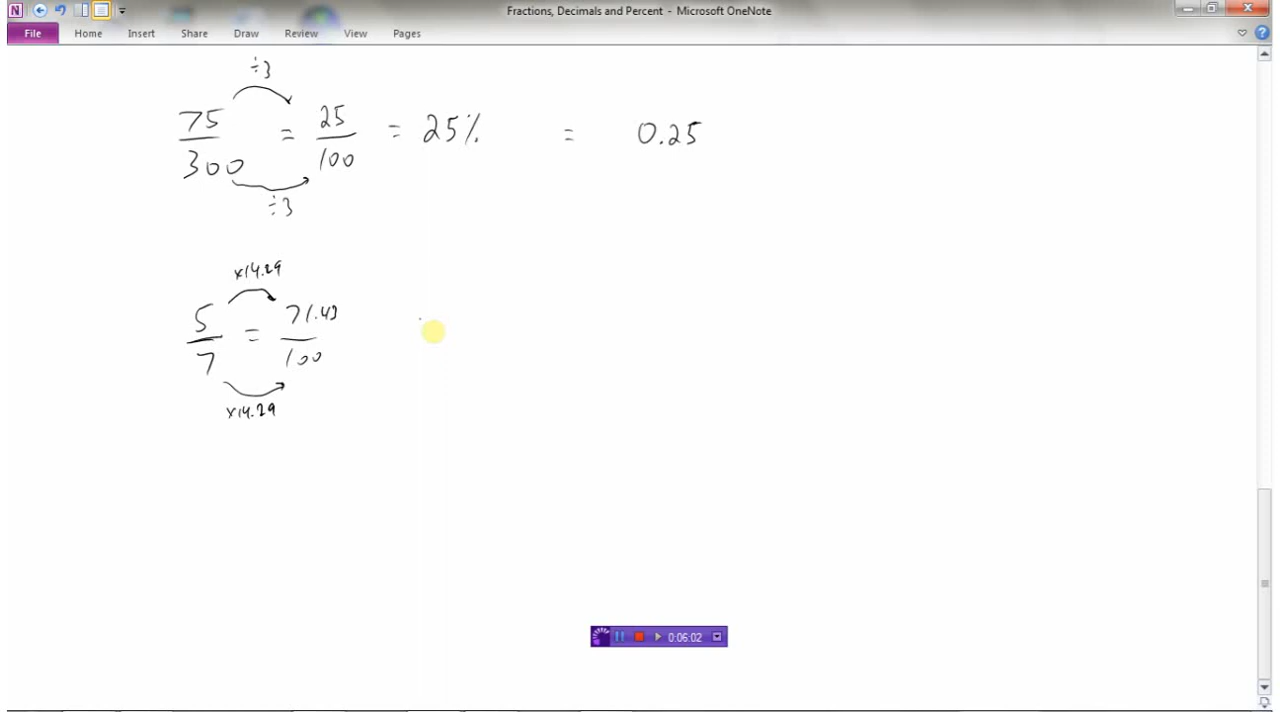 Fractions, Decimals and Percent - Microsoft OneNote
File Home Insert Share Draw Review View Pages
÷3
75/300 = 25/100 = 25% = 0.25
÷3
x14.29
5/7 = 71.43/100
x14.29
0:06:02